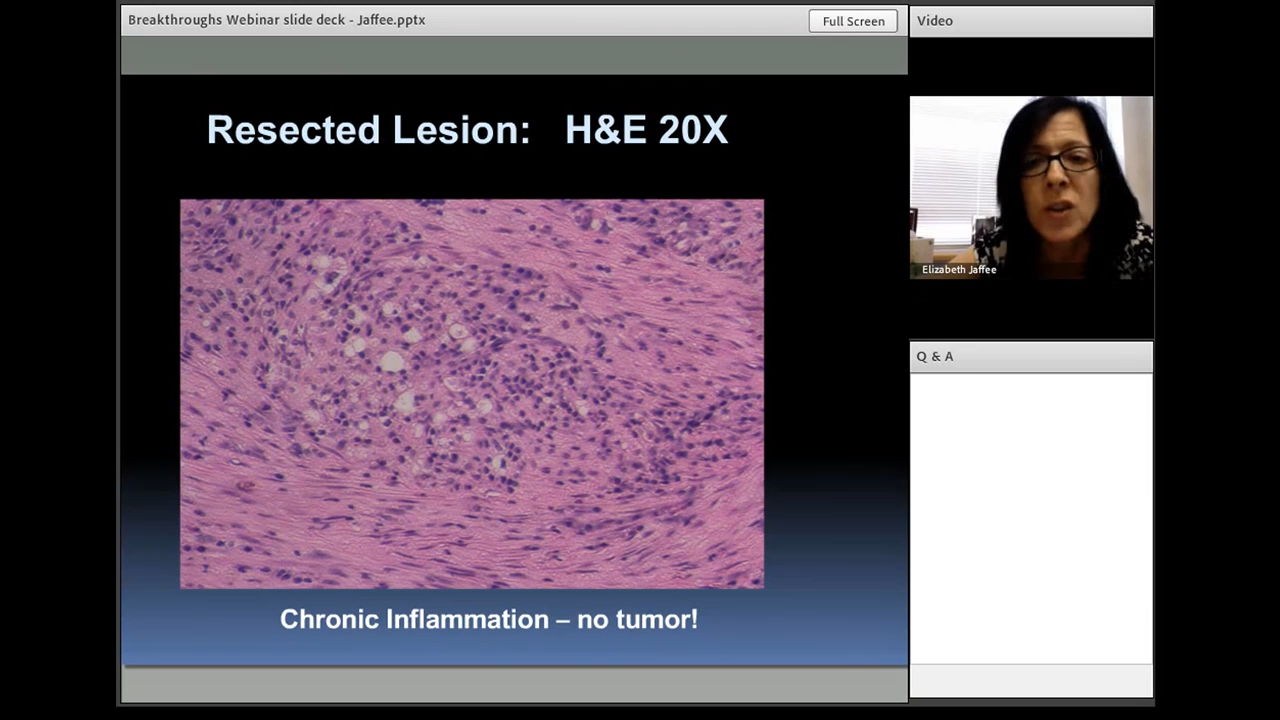 Breakthroughs Webinar slide deck - Jaffee.pptx
Full Screen
Video
Resected Lesion: H&E 20X
Elizabeth Jaffee
Q & A
Chronic Inflammation – no tumor!